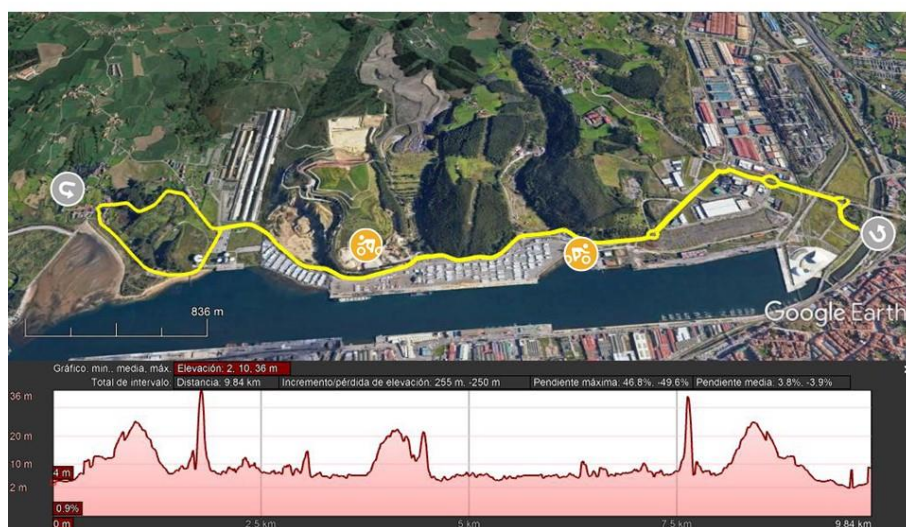 836 m
Google Earth
Gráfico. min., media, máx. Elevación: 2, 10, 36 m
Total de intervalo: Distancia: 9.84 km Incremento/pérdida de elevación: 255 m, -250 m Pendiente máxima: 46.8%, -49.6% Pendiente media: 3.8%, -3.9%
36 m
20 m
10 m
4 m
2 m
0.9%
0 m 2.5 km 5 km 7.5 km 9.84 km